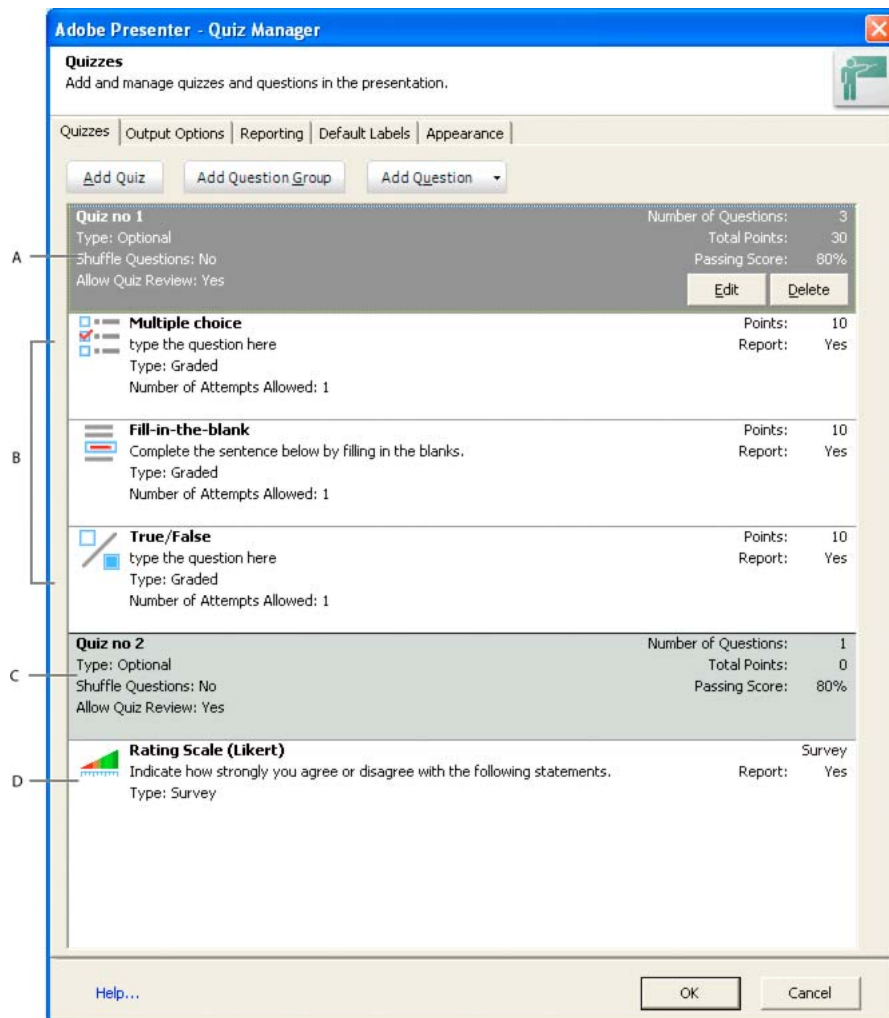 Adobe Presenter - Quiz Manager
Quizzes
Add and manage quizzes and questions in the presentation.
Quizzes Output Options Reporting Default Labels Appearance
Add Quiz Add Question Group Add Question
Quiz no 1 Number of Questions: 3
Type: Optional Total Points: 30
A Shuffle Questions: No Passing Score: 80%
Allow Quiz Review: Yes Edit Delete
Multiple choice Points: 10
type the question here Report: Yes
Type: Graded
Number of Attempts Allowed: 1
Fill-in-the-blank Points: 10
B Complete the sentence below by filling in the blanks. Report: Yes
Type: Graded
Number of Attempts Allowed: 1
True/False Points: 10
type the question here Report: Yes
Type: Graded
Number of Attempts Allowed: 1
Quiz no 2 Number of Questions: 1
C Type: Optional Total Points: 0
Shuffle Questions: No Passing Score: 80%
Allow Quiz Review: Yes
Rating Scale (Likert) Survey
D Indicate how strongly you agree or disagree with the following statements. Report: Yes
Type: Survey
Help... OK Cancel